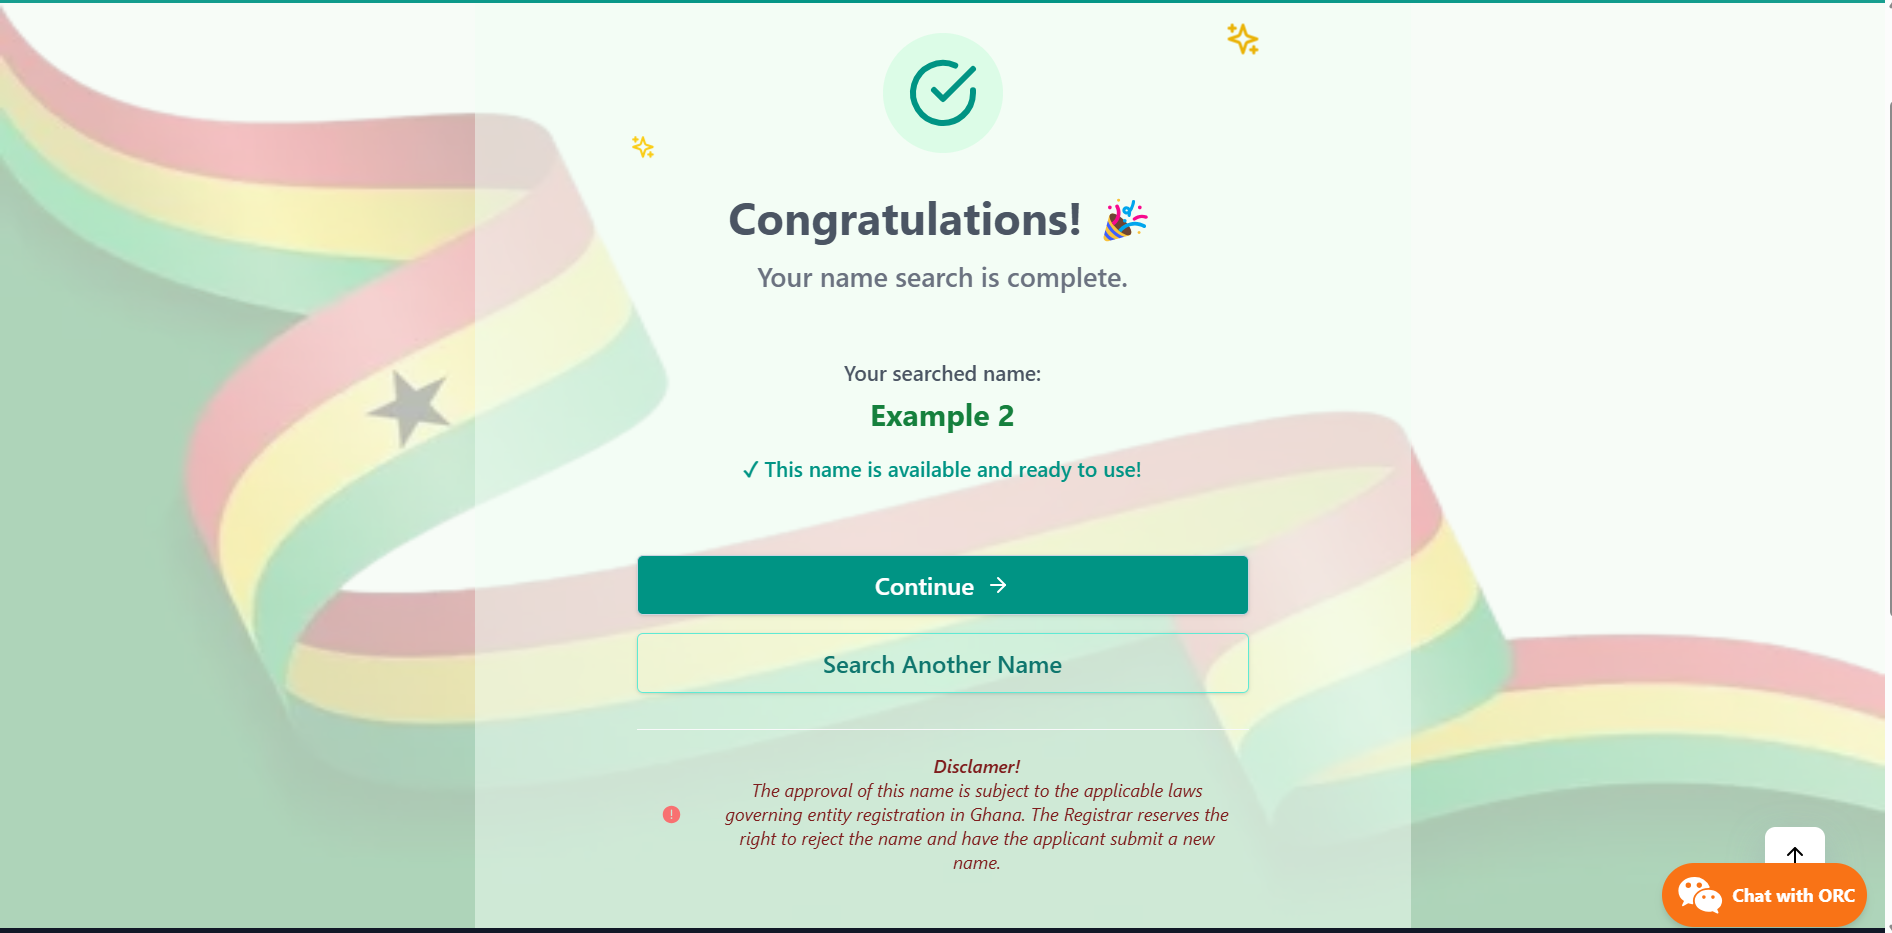 Congratulations! 🎉
Your name search is complete.
Your searched name:
Example 2
✓ This name is available and ready to use!
Continue →
Search Another Name
Disclamer!
The approval of this name is subject to the applicable laws
governing entity registration in Ghana. The Registrar reserves the
right to reject the name and have the applicant submit a new
name.
Chat with ORC